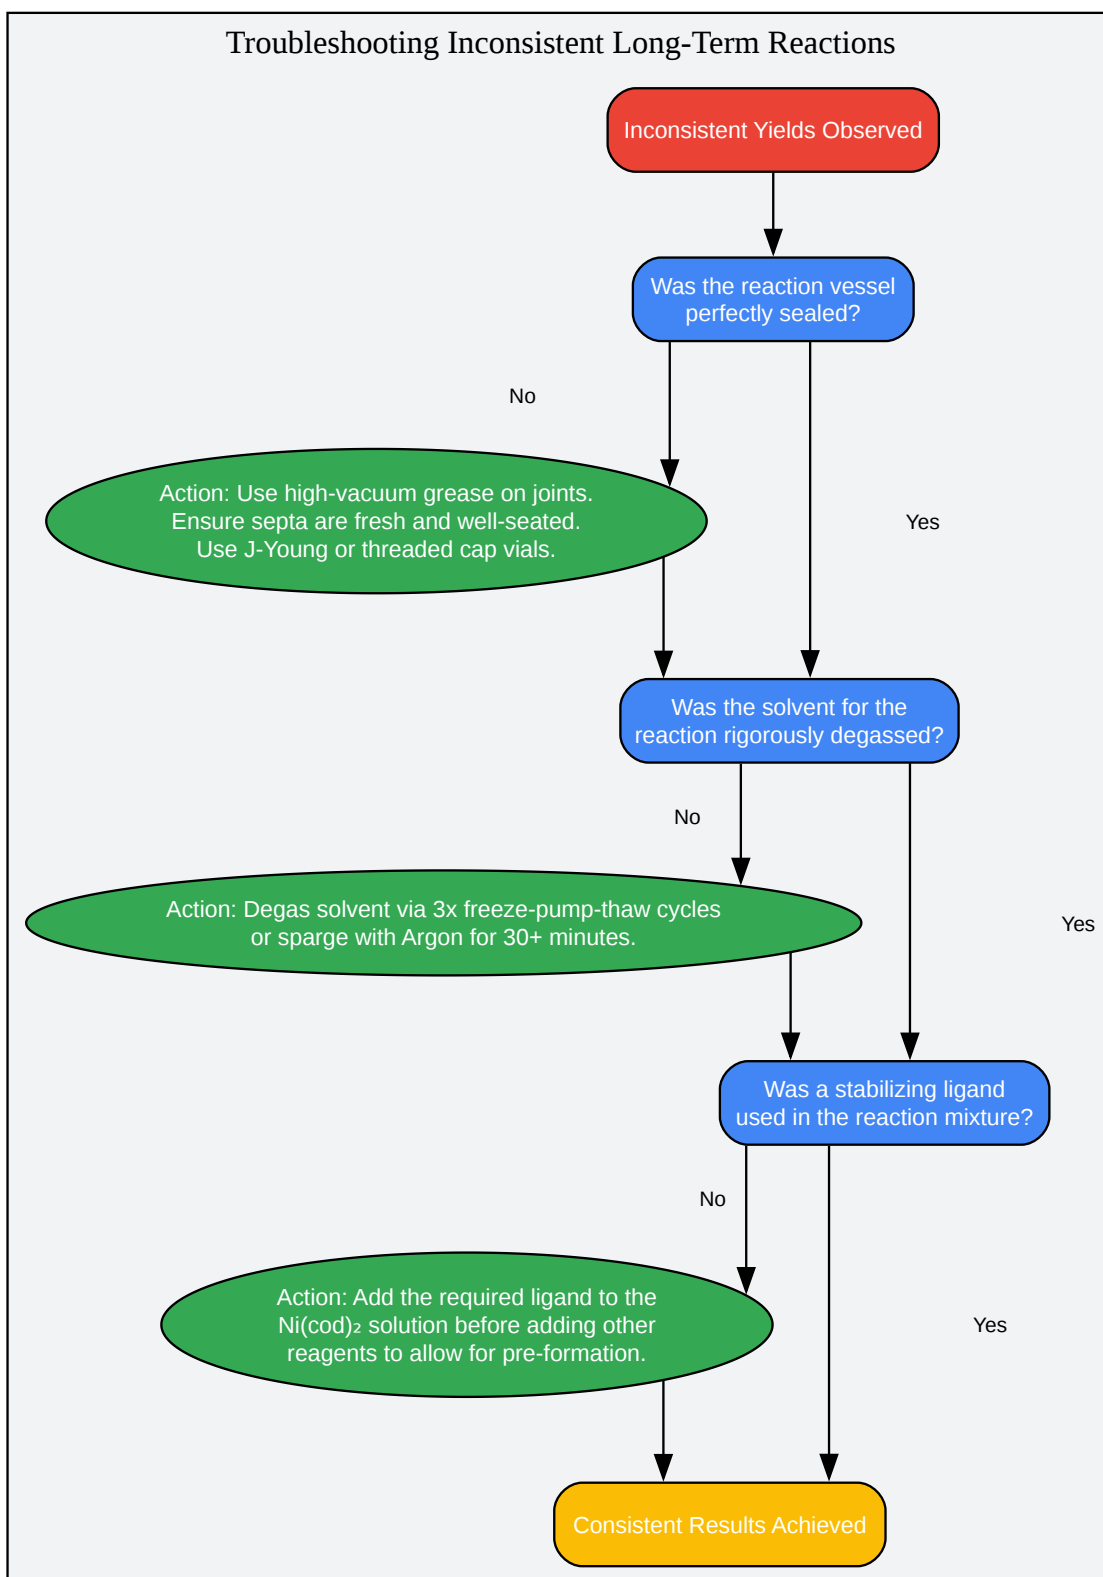 Troubleshooting Inconsistent Long-Term Reactions
Inconsistent Yields Observed
Was the reaction vessel
perfectly sealed?
No
Action: Use high-vacuum grease on joints.
Ensure septa are fresh and well-seated.
Use J-Young or threaded cap vials.
Yes
Was the solvent for the
reaction rigorously degassed?
No
Action: Degas solvent via 3x freeze-pump-thaw cycles
or sparge with Argon for 30+ minutes.
Yes
Was a stabilizing ligand
used in the reaction mixture?
No
Action: Add the required ligand to the
Ni(cod)₂ solution before adding other
reagents to allow for pre-formation.
Yes
Consistent Results Achieved